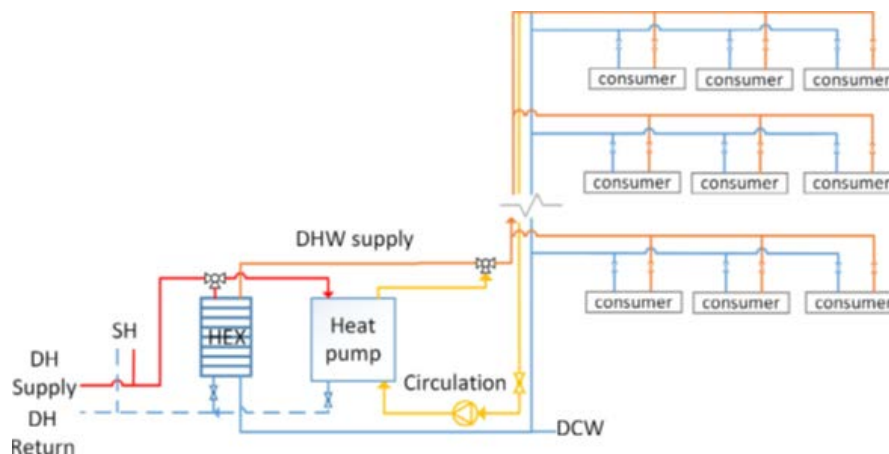 consumer consumer consumer
consumer consumer consumer
DHW supply
consumer consumer consumer
SH
HEX
Heat
pump
DH
Supply
Circulation
DH
Return
DCW